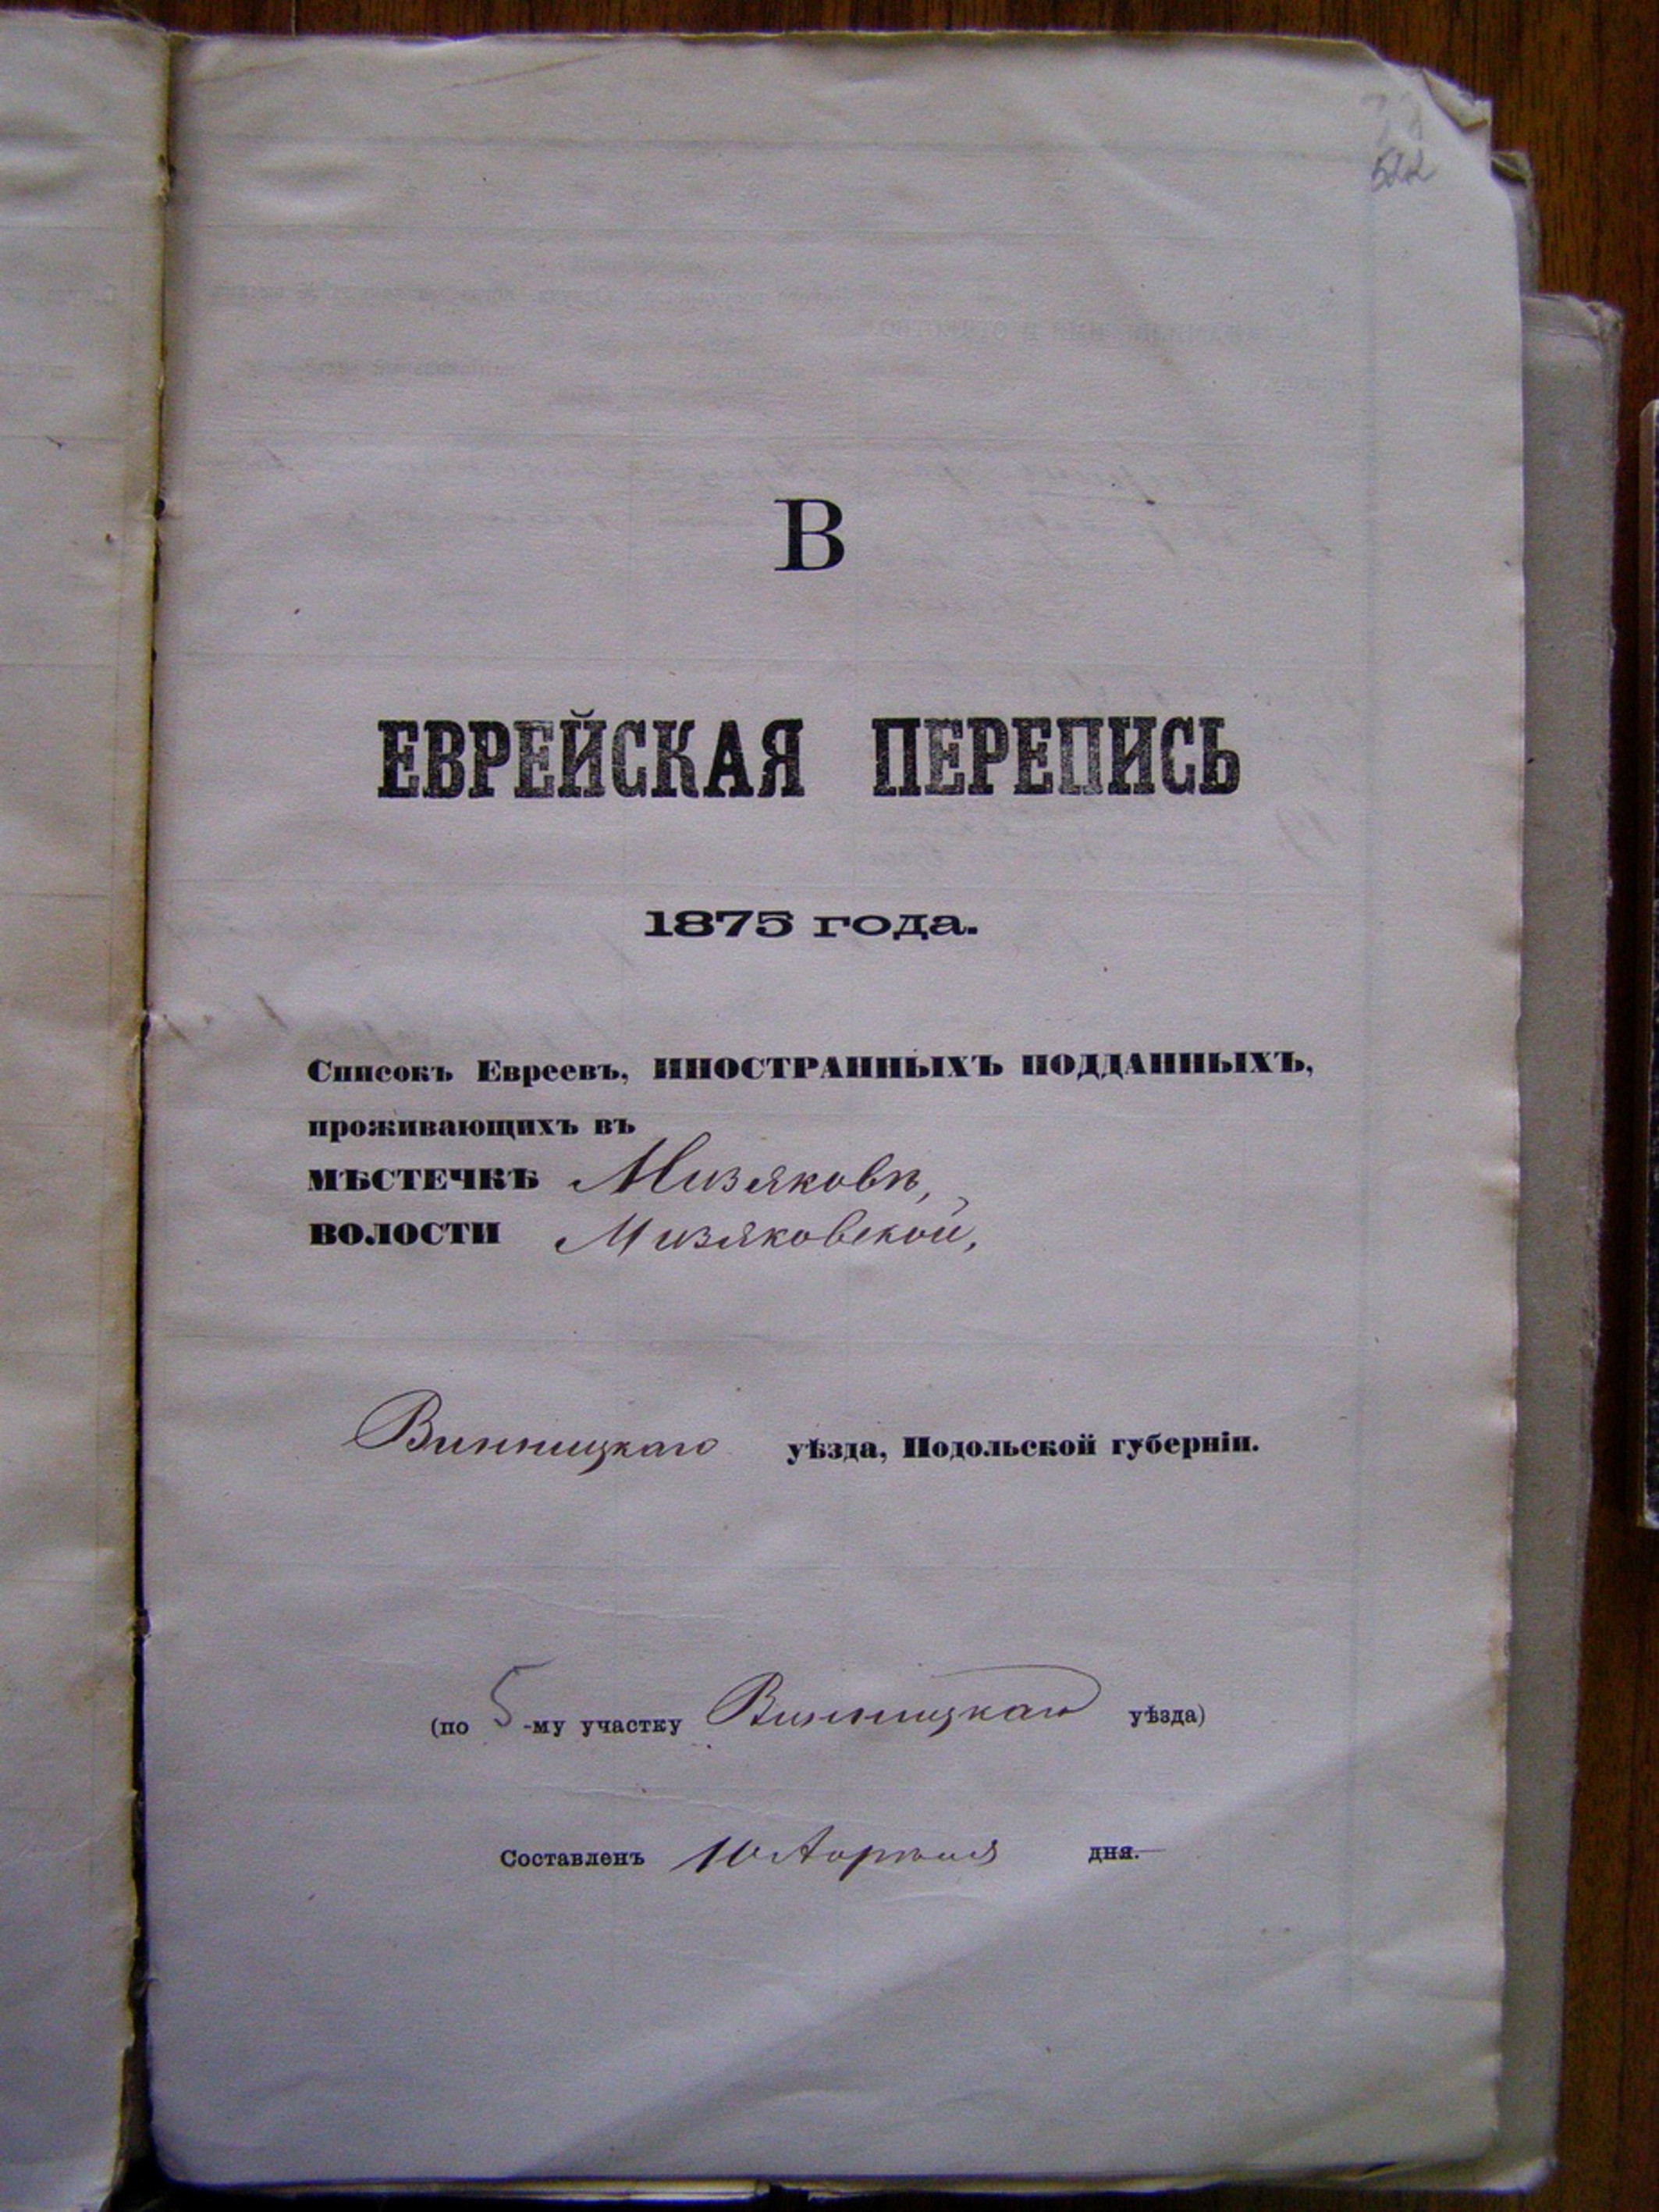 522
В
ЕВРЕЙСКАЯ ПЕРЕПИСЬ
1875 года.
Списокъ Евреевъ, ИНОСТРАННЫХЪ ПОДДАННЫХЪ,
проживающихъ въ
МѢСТЕЧКѢ Мизяковѣ,
ВОЛОСТИ Мизяковской,
Винницкаго уѣзда, Подольской губерніи.
(по 5-му участку Винницкаго уѣзда)
Составленъ 10 Апрѣля дня.